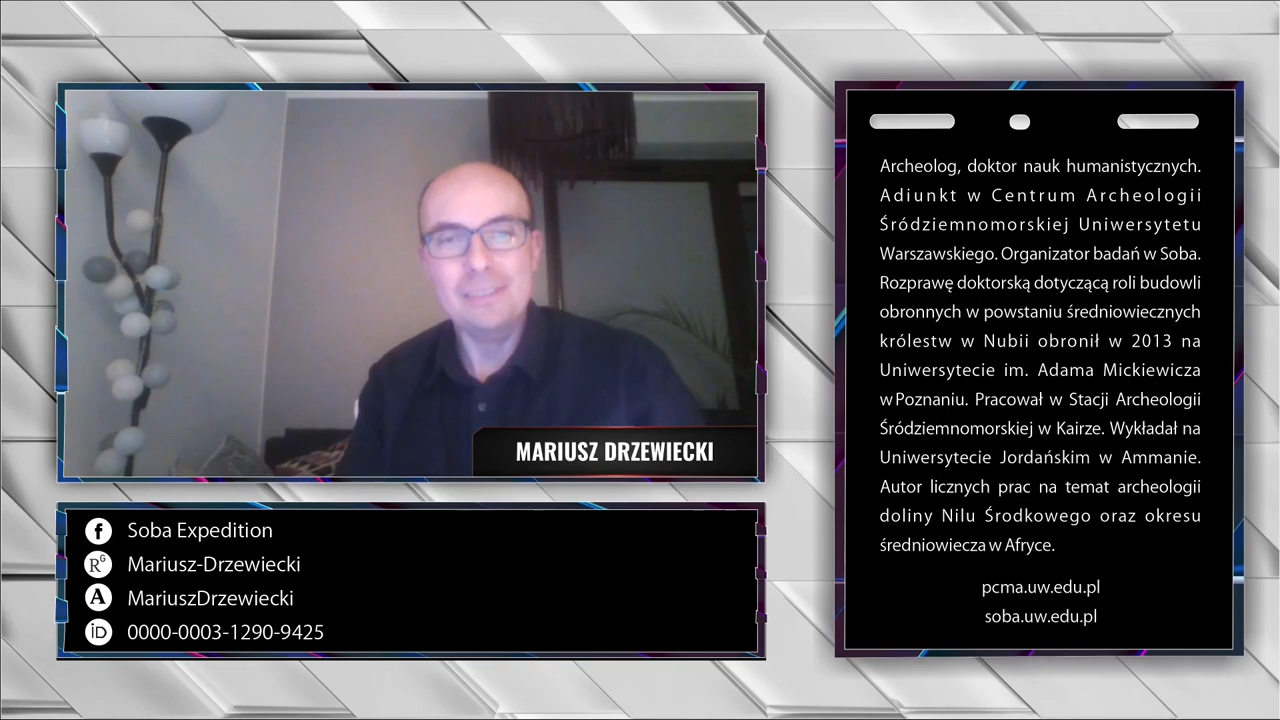 MARIUSZ DRZEWIECKI
Soba Expedition
Mariusz-Drzewiecki
MariuszDrzewiecki
0000-0003-1290-9425
Archeolog, doktor nauk humanistycznych.
Adiunkt w Centrum Archeologii
Śródziemnomorskiej Uniwersytetu
Warszawskiego. Organizator badań w Soba.
Rozprawę doktorską dotyczącą roli budowli
obronnych w powstaniu średniowiecznych
królestw w Nubii obronił w 2013 na
Uniwersytecie im. Adama Mickiewicza
w Poznaniu. Pracował w Stacji Archeologii
Śródziemnomorskiej w Kairze. Wykładał na
Uniwersytecie Jordańskim w Ammanie.
Autor licznych prac na temat archeologii
doliny Nilu Środkowego oraz okresu
średniowiecza w Afryce.
pcma.uw.edu.pl
soba.uw.edu.pl